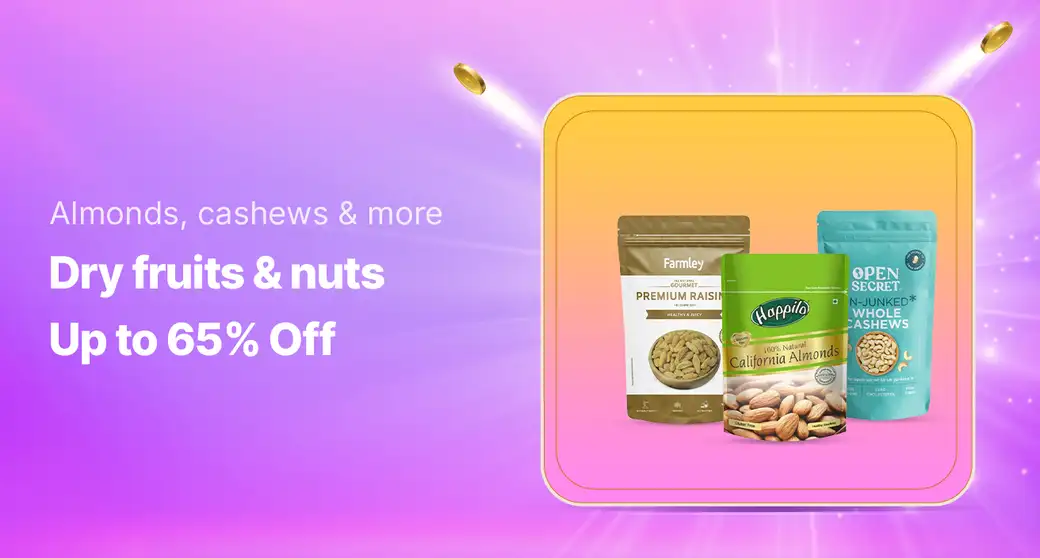 Almonds, cashews & more
Dry fruits & nuts
Up to 65% Off
Farmley
GOURMET
PREMIUM RAISIN
HEALTHY & JUICY
Happilo
100% Natural
California Almonds
OPEN
SECRET
N-JUNKED*
WHOLE
CASHEWS